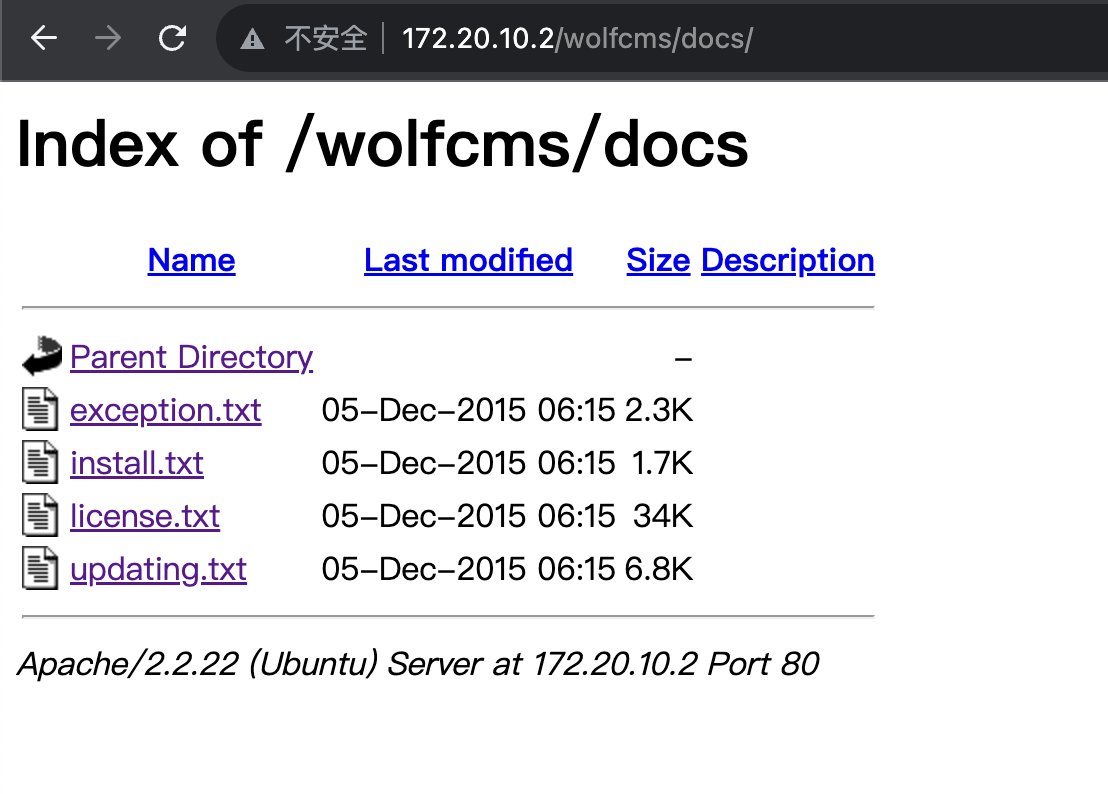 不安全 172.20.10.2/wolfcms/docs/
Index of /wolfcms/docs
Name Last modified Size Description
Parent Directory –
exception.txt 05-Dec-2015 06:15 2.3K
install.txt 05-Dec-2015 06:15 1.7K
license.txt 05-Dec-2015 06:15 34K
updating.txt 05-Dec-2015 06:15 6.8K
Apache/2.2.22 (Ubuntu) Server at 172.20.10.2 Port 80